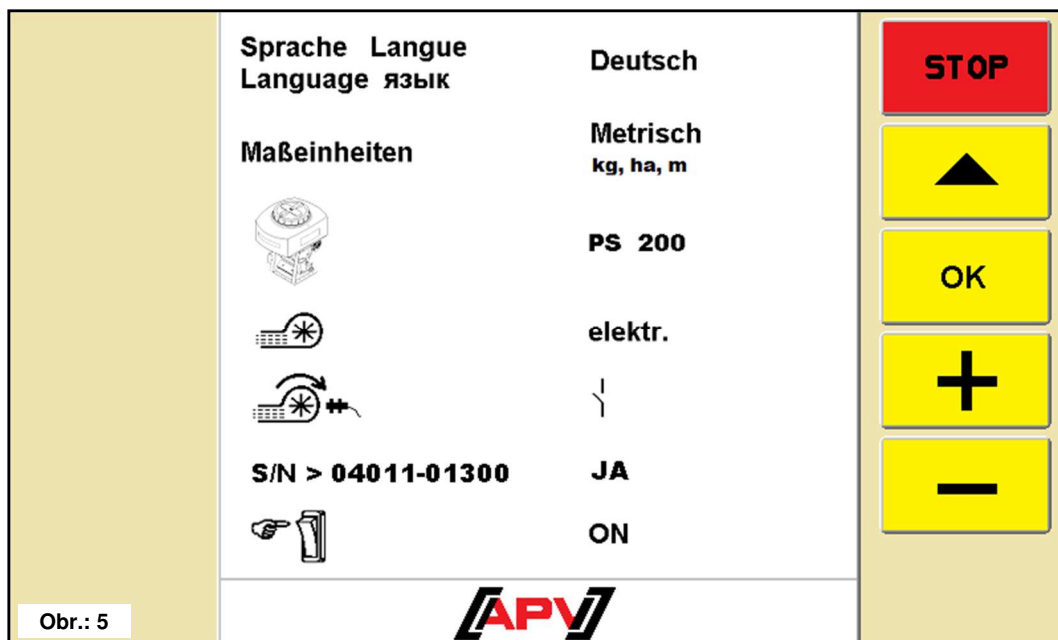 Sprache Langue
Language язык
Deutsch
Maßeinheiten
Metrisch
kg, ha, m
PS 200
elektr.
S/N > 04011-01300 JA
ON
STOP
OK
Obr.: 5
APV